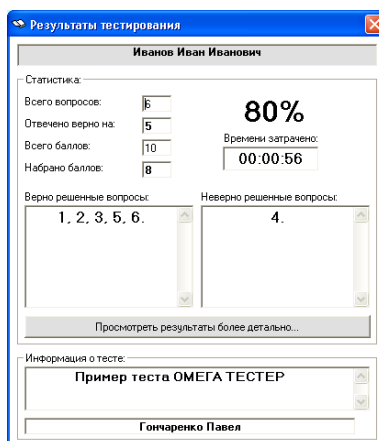 Результаты тестирования
Иванов Иван Иванович
Статистика:
Всего вопросов: 6
Отвечено верно на: 5
Всего баллов: 10
Набрано баллов: 8
80%
Времени затрачено:
00:00:56
Верно решенные вопросы:
1, 2, 3, 5, 6.
Неверно решенные вопросы:
4.
Просмотреть результаты более детально...
Информация о тесте:
Пример теста ОМЕГА ТЕСТЕР
Гончаренко Павел